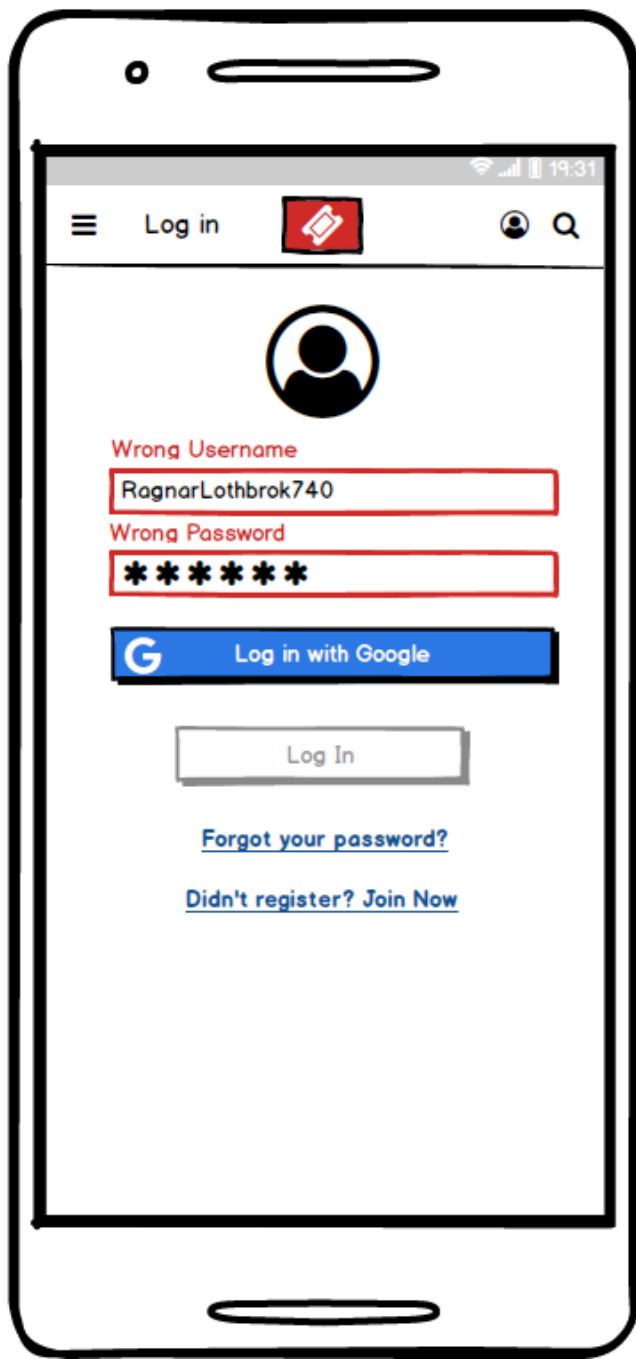 19:31
Log in
Wrong Username
RagnarLothbrok740
Wrong Password
******
G Log in with Google
Log In
Forgot your password?
Didn't register? Join Now